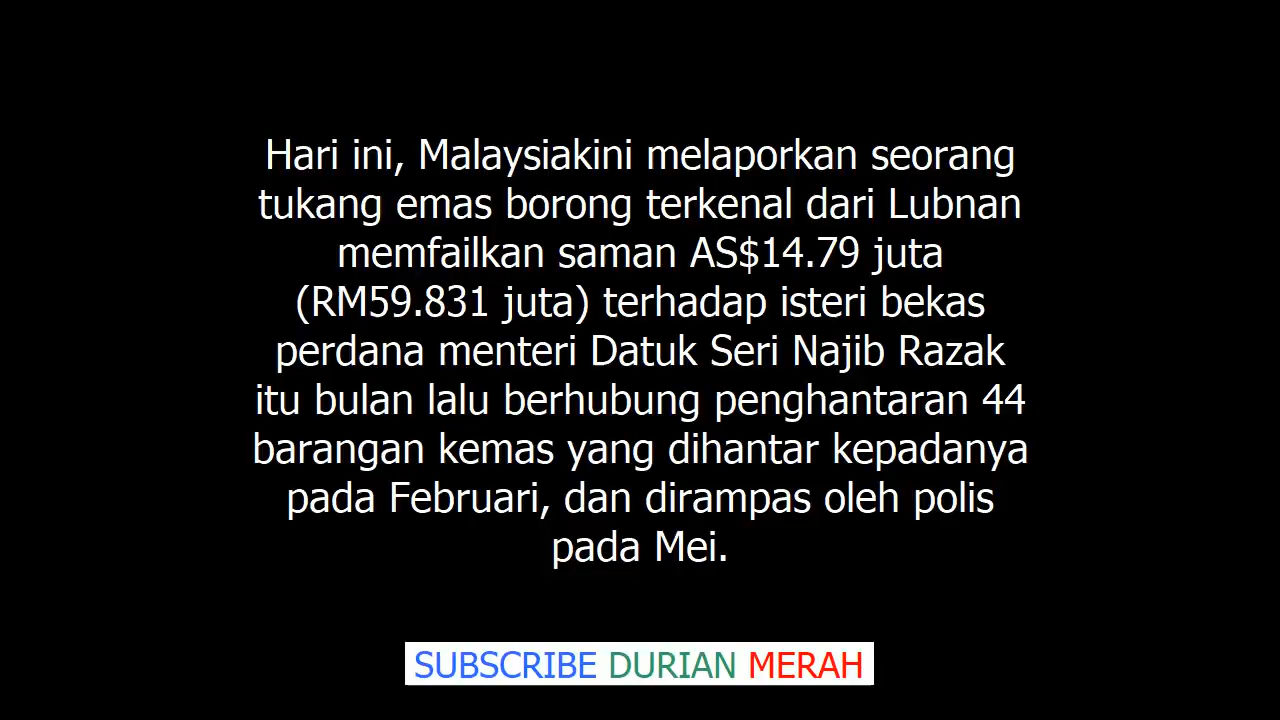 Hari ini, Malaysiakini melaporkan seorang
tukang emas borong terkenal dari Lubnan
memfailkan saman AS$14.79 juta
(RM59.831 juta) terhadap isteri bekas
perdana menteri Datuk Seri Najib Razak
itu bulan lalu berhubung penghantaran 44
barangan kemas yang dihantar kepadanya
pada Februari, dan dirampas oleh polis
pada Mei.
SUBSCRIBE DURIAN MERAH